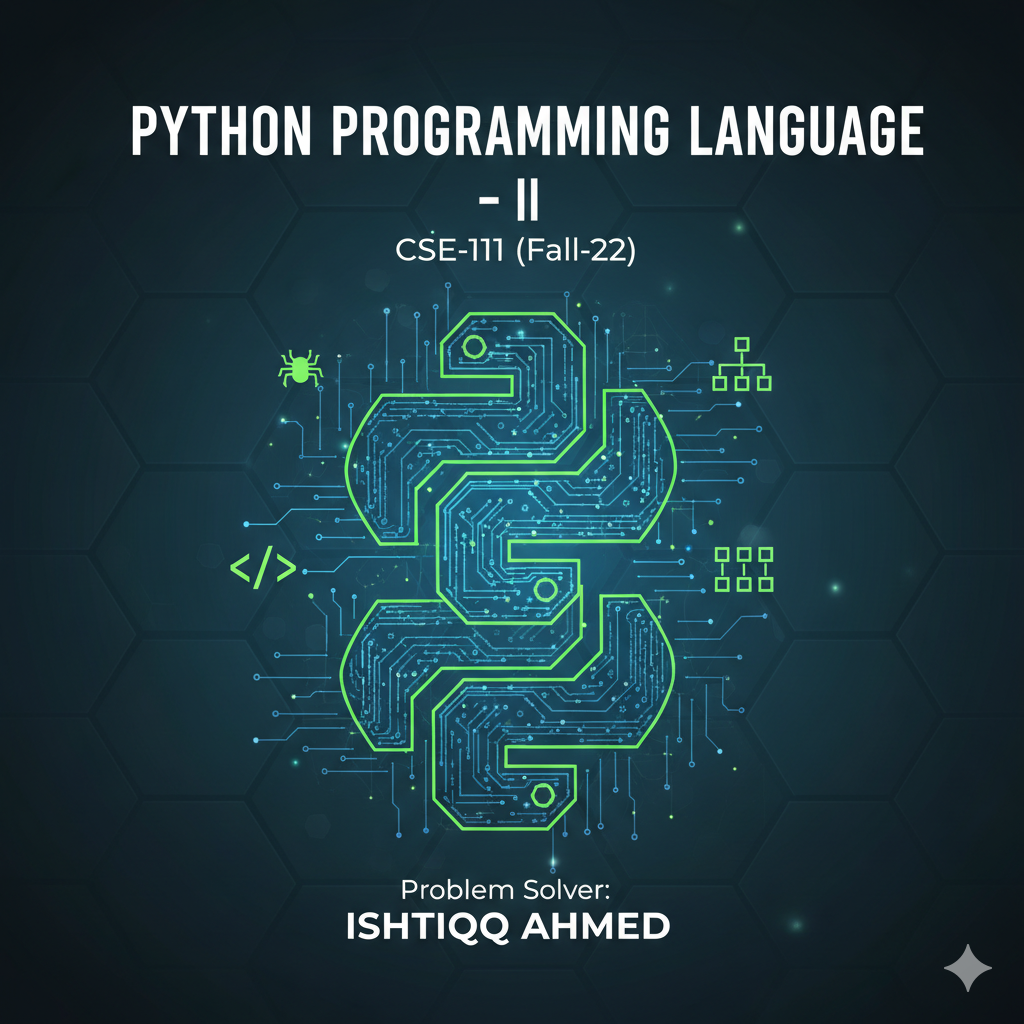 PYTHON PROGRAMMING LANGUAGE
- II
CSE-111 (Fall-22)
</>
Problem Solver:
ISHTIQQ AHMED